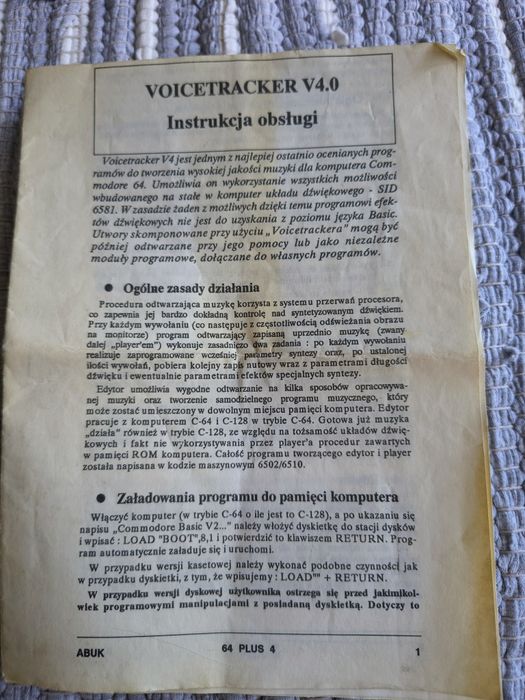 VOICETRACKER V4.0
Instrukcja obsługi
Voicetracker V4 jest jednym z najlepiej ostatnio ocenianych prog-
ramów do tworzenia wysokiej jakości muzyki dla komputera Com-
modore 64. Umożliwia on wykorzystanie wszystkich możliwości
wbudowanego na stałe w komputer układu dźwiękowego - SID
6581. W zasadzie żaden z możliwych dzięki temu programowi efek-
tów dźwiękowych nie jest do uzyskania z poziomu języka Basic.
Utwory skomponowane przy użyciu „Voicetrackera" mogą być
później odtwarzane przy jego pomocy lub jako niezależne
moduły programowe, dołączane do własnych programów.
● Ogólne zasady działania
Procedura odtwarzająca muzykę korzysta z systemu przerwań procesora,
co zapewnia jej bardzo dokładną kontrolę nad syntetyzowanym dźwiękiem.
Przy każdym wywołaniu (co następuje z częstotliwością odświeżania obrazu
na monitorze) program odtwarzający zapisaną uprzednio muzykę (zwany
dalej „player'em") wykonuje zasadniczo dwa zadania : po każdym wywołaniu
realizuje zaprogramowane wcześniej parametry syntezy oraz, po ustalonej
ilości wywołań, pobiera kolejny zapis nutowy wraz z parametrami długości
dźwięku i ewentualnie parametrami efektów specjalnych syntezy.
Edytor umożliwia wygodne odtwarzanie na kilka sposobów opracowywa-
nej muzyki oraz tworzenie samodzielnego programu muzycznego, który
może zostać umieszczony w dowolnym miejscu pamięci komputera. Edytor
pracuje z komputerem C-64 i C-128 w trybie C-64. Gotowa już muzyka
„działa" również w trybie C-128, ze względu na tożsamość układów dźwię-
kowych i fakt nie wykorzystywania przez player'a procedur zawartych
w pamięci ROM komputera. Całość programu tworzącego edytor i player
została napisana w kodzie maszynowym 6502/6510.
● Załadowania programu do pamięci komputera
Włączyć komputer (w trybie C-64 o ile jest to C-128), a po ukazaniu się
napisu „Commodore Basic V2..." należy włożyć dyskietkę do stacji dysków
i wpisać : LOAD "BOOT",8,1 i potwierdzić to klawiszem RETURN. Prog-
ram automatycznie załaduje się i uruchomi.
W przypadku wersji kasetowej należy wykonać podobne czynności jak
w przypadku dyskietki, z tym, że wpisujemy : LOAD"" + RETURN.
W przypadku wersji dyskowej użytkownika ostrzega się przed jakimikol-
wiek programowymi manipulacjami z posiadaną dyskietką. Dotyczy to
ABUK 64 PLUS 4 1